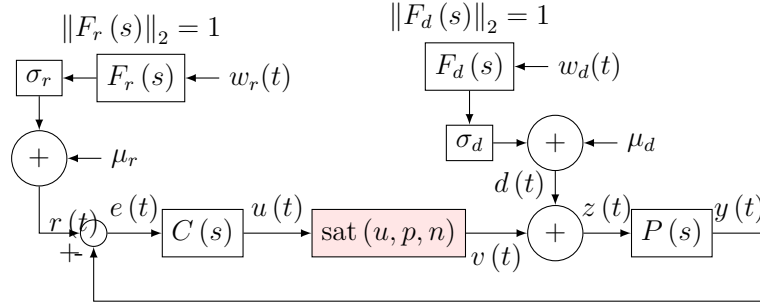 ‖F_r (s)‖_2 = 1
‖F_d (s)‖_2 = 1
σ_r
F_r (s)
w_r(t)
F_d (s)
w_d(t)
+
μ_r
σ_d
+
μ_d
d (t)
r (t)
+
-
e (t)
C (s)
u (t)
sat (u, p, n)
v (t)
+
z (t)
P (s)
y (t)